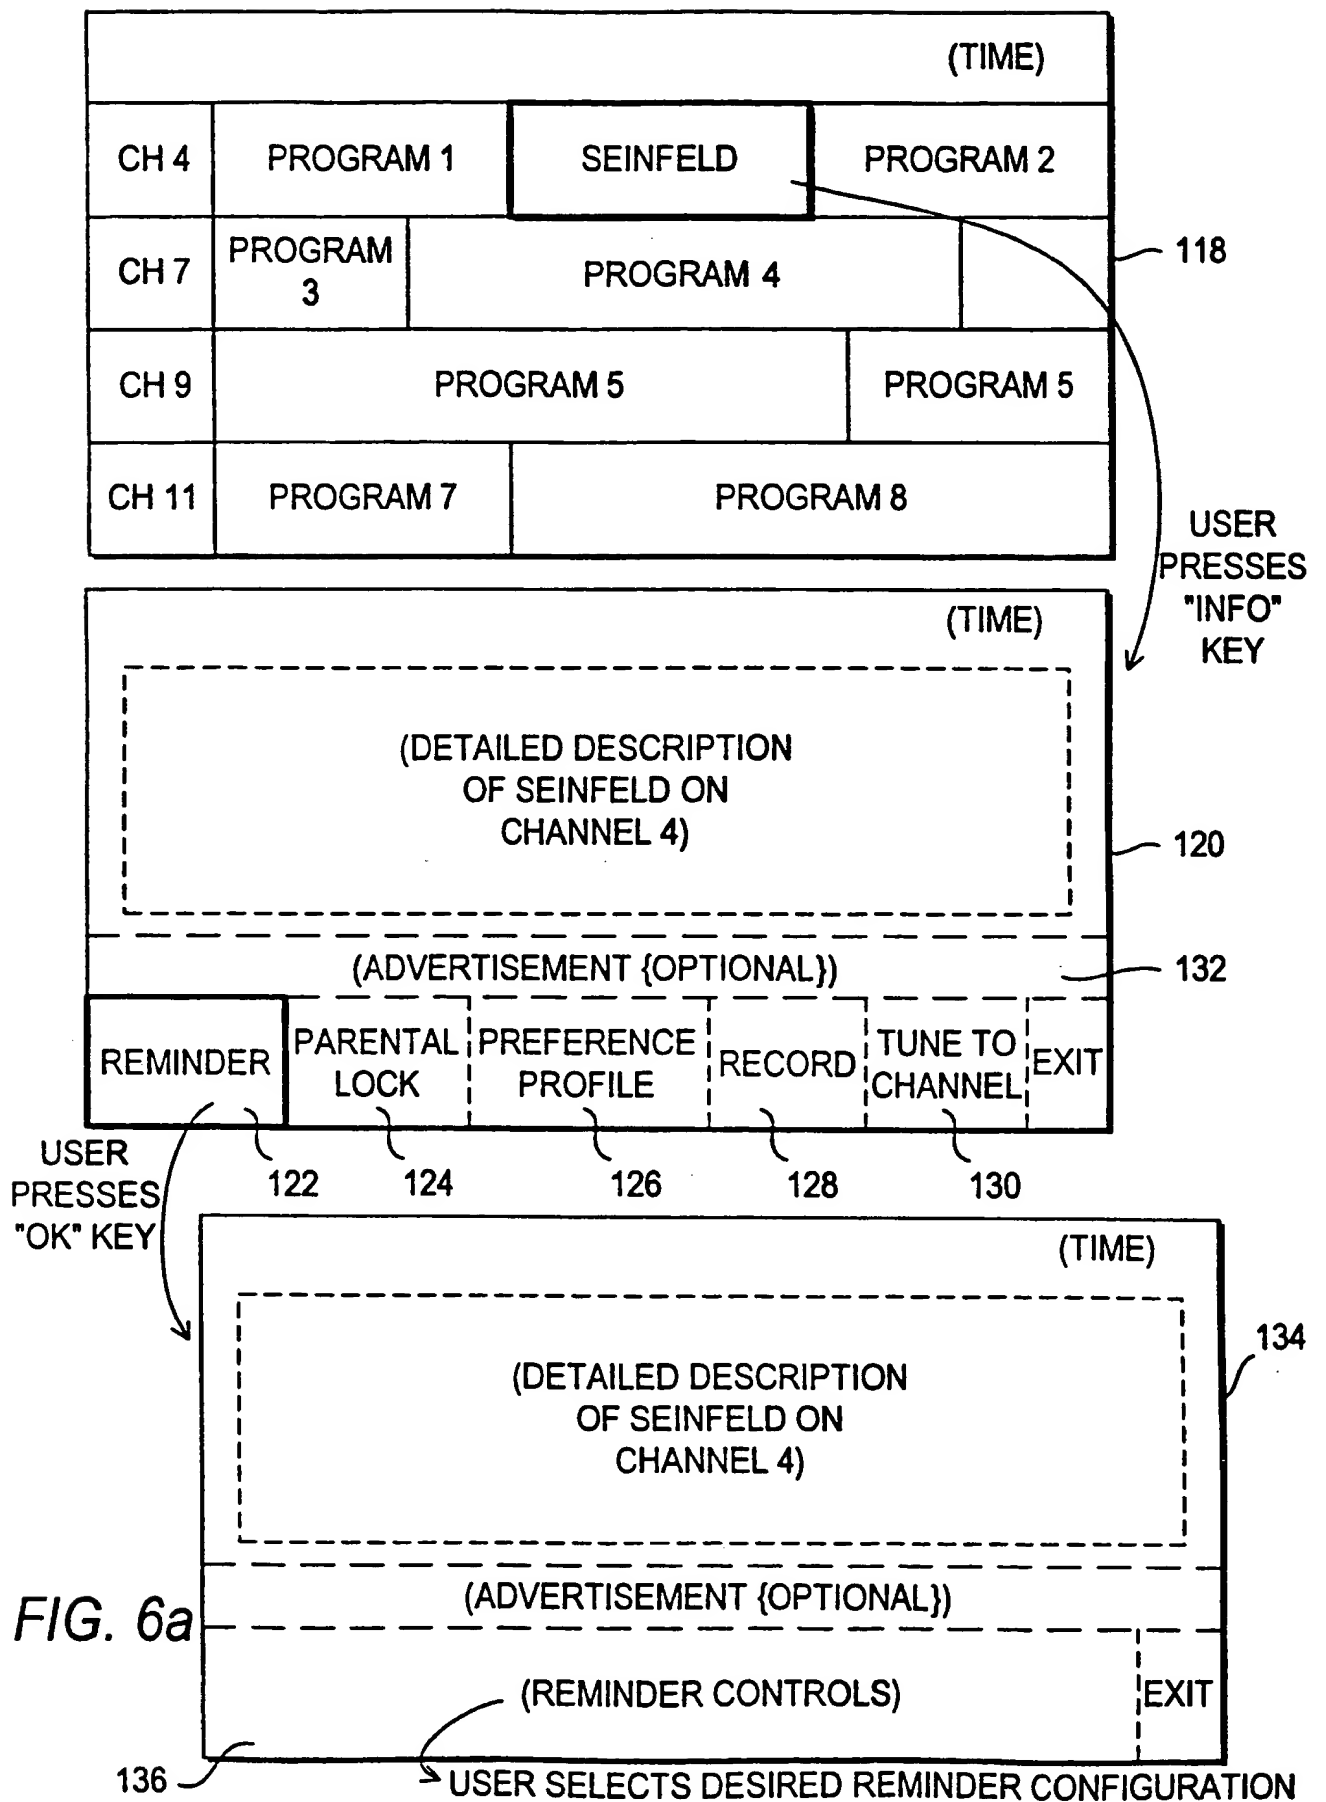 (TIME)
CH 4 PROGRAM 1 SEINFELD PROGRAM 2
CH 7 PROGRAM
3 PROGRAM 4
118
CH 9 PROGRAM 5 PROGRAM 5
CH 11 PROGRAM 7 PROGRAM 8
USER
PRESSES
"INFO"
KEY
(TIME)
(DETAILED DESCRIPTION
OF SEINFELD ON
CHANNEL 4)
120
(ADVERTISEMENT {OPTIONAL})
132
REMINDER
PARENTAL
LOCK
PREFERENCE
PROFILE
RECORD
TUNE TO
CHANNEL
EXIT
USER
PRESSES
"OK" KEY
122 124 126 128 130
(TIME)
(DETAILED DESCRIPTION
OF SEINFELD ON
CHANNEL 4)
134
(ADVERTISEMENT {OPTIONAL})
FIG. 6a
(REMINDER CONTROLS)
EXIT
136
USER SELECTS DESIRED REMINDER CONFIGURATION